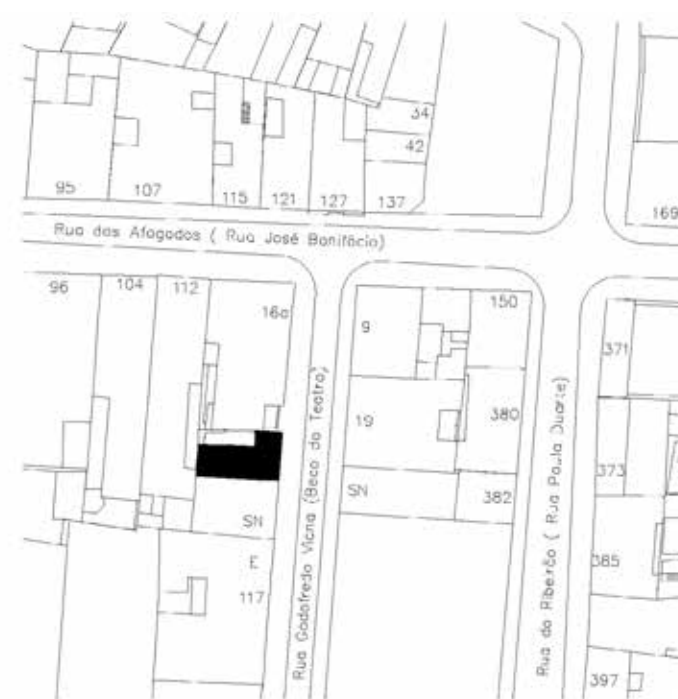 34
42
95 107 115 121 127 137
169
Rua dos Afogados ( Rua José Bonifácio)
96 104 112 16a
9 150
371
19 380
373
SN 382
SN
E
117
385
397
Rua Godofredo Viana (Beco do Teatro)
Rua do Ribeirão ( Rua Paula Duarte)